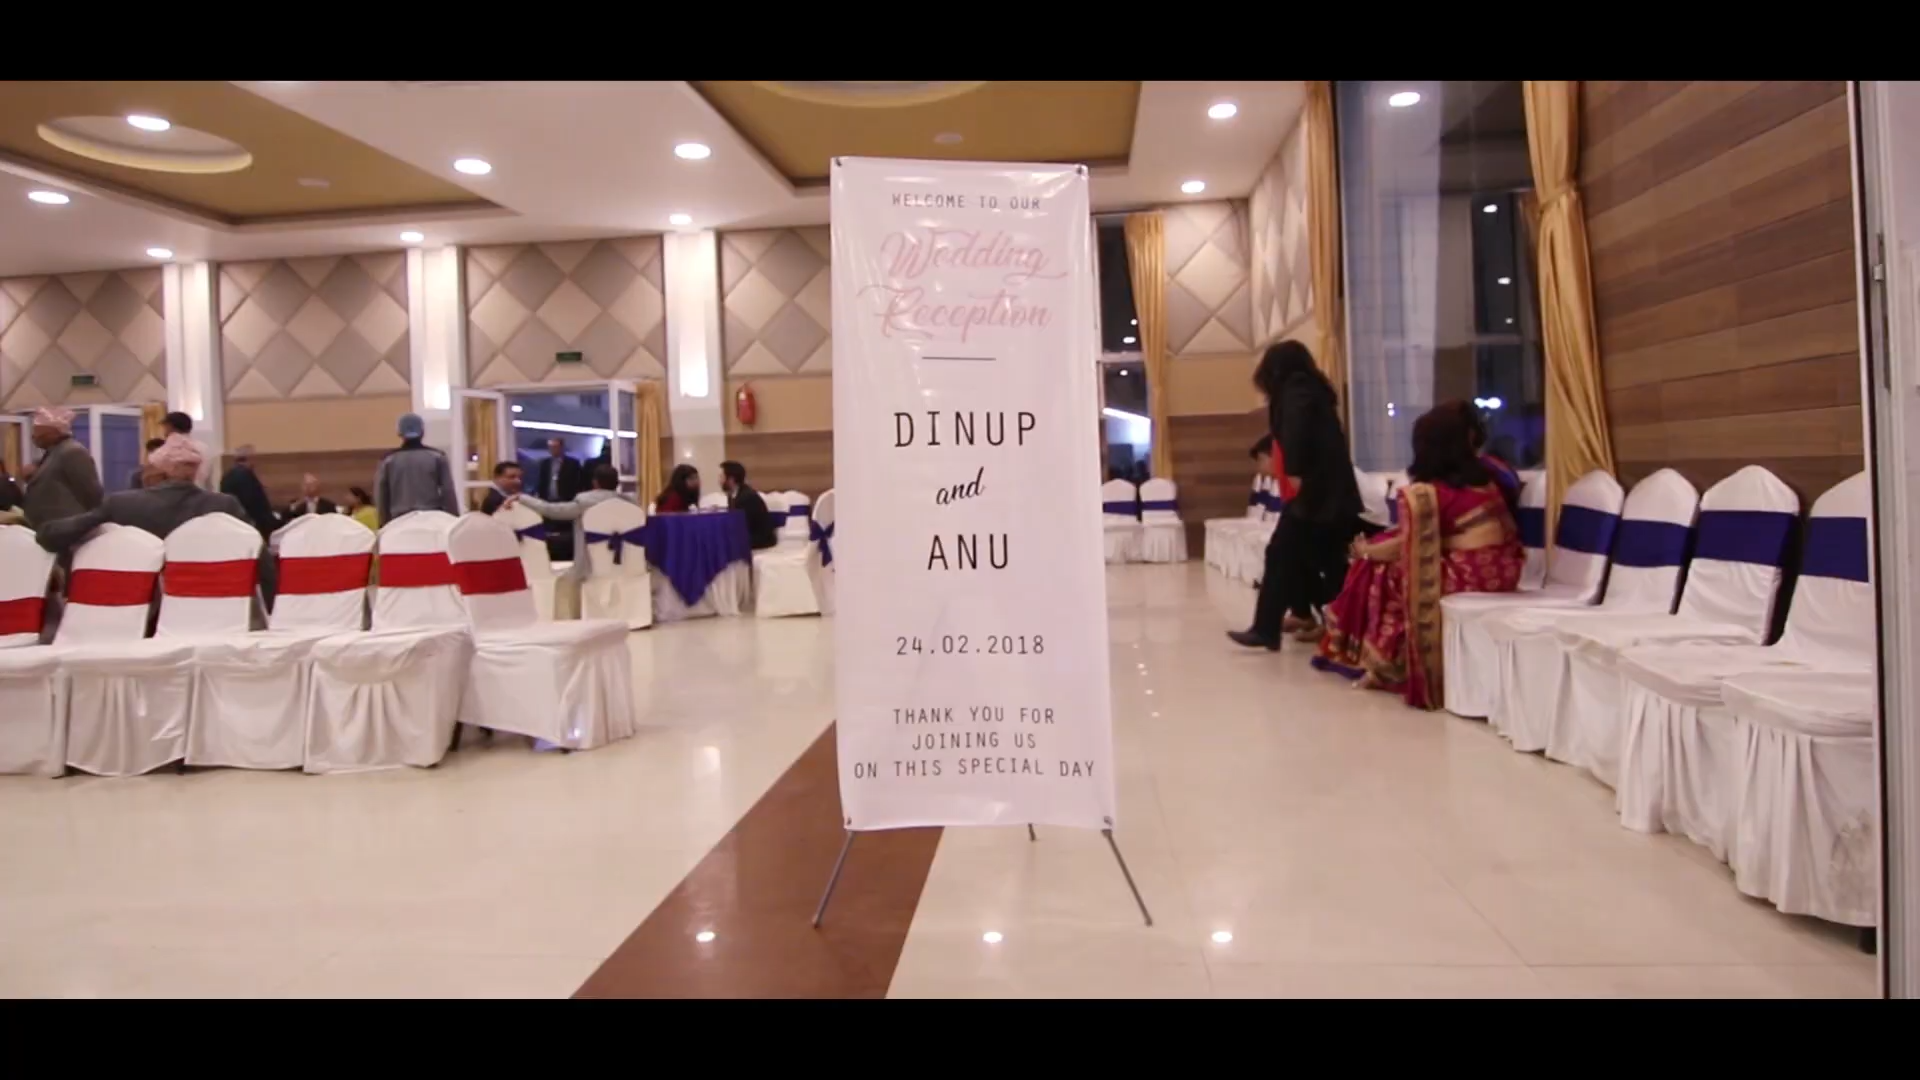 WELCOME TO OUR
Wedding
Reception
DINUP
and
ANU
24.02.2018
THANK YOU FOR
JOINING US
ON THIS SPECIAL DAY